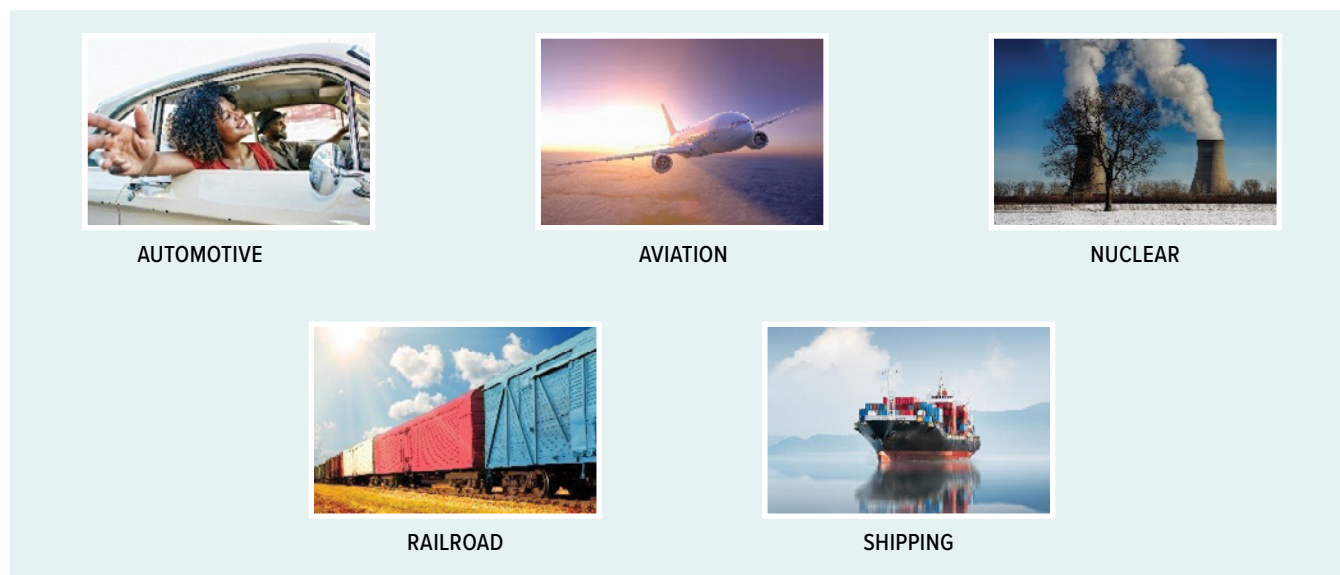 AUTOMOTIVE
AVIATION
NUCLEAR
RAILROAD
SHIPPING